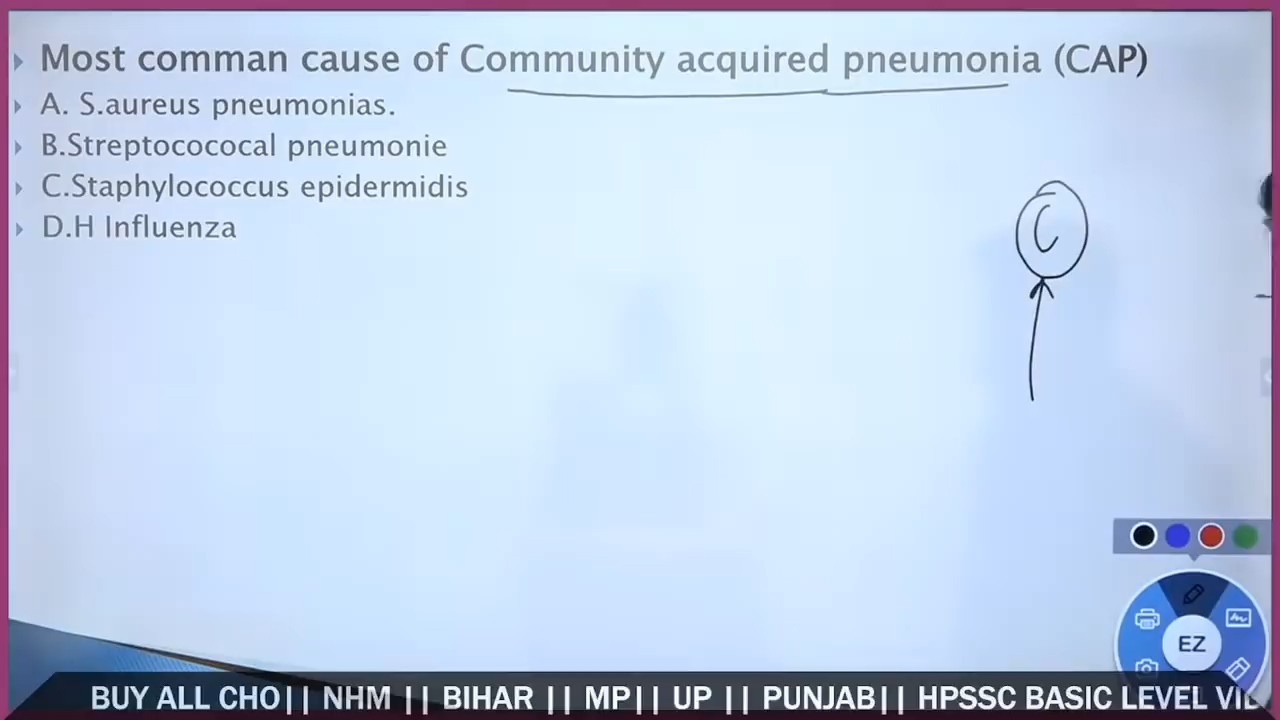 Most comman cause of Community acquired pneumonia (CAP)
A. S.aureus pneumonias.
B.Streptocococal pneumonie
C.Staphylococcus epidermidis
D.H Influenza
C
EZ
BUY ALL CHO|| NHM || BIHAR || MP|| UP || PUNJAB|| HPSSC BASIC LEVEL